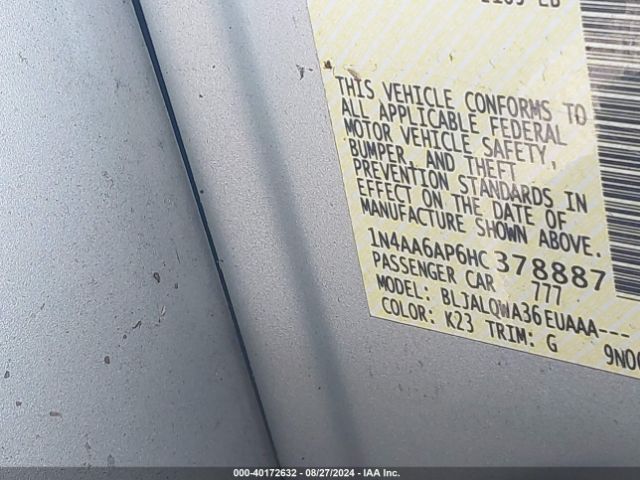 THIS VEHICLE CONFORMS TO
ALL APPLICABLE FEDERAL
MOTOR VEHICLE SAFETY,
BUMPER, AND THEFT
PREVENTION STANDARDS IN
EFFECT ON THE DATE OF
MANUFACTURE SHOWN ABOVE.
1N4AA6AP6HC378887
PASSENGER CAR 777
MODEL: BLJALQWA36EUAAA---
COLOR: K23 TRIM: G
000-40172632 - 08/27/2024 - IAA Inc.